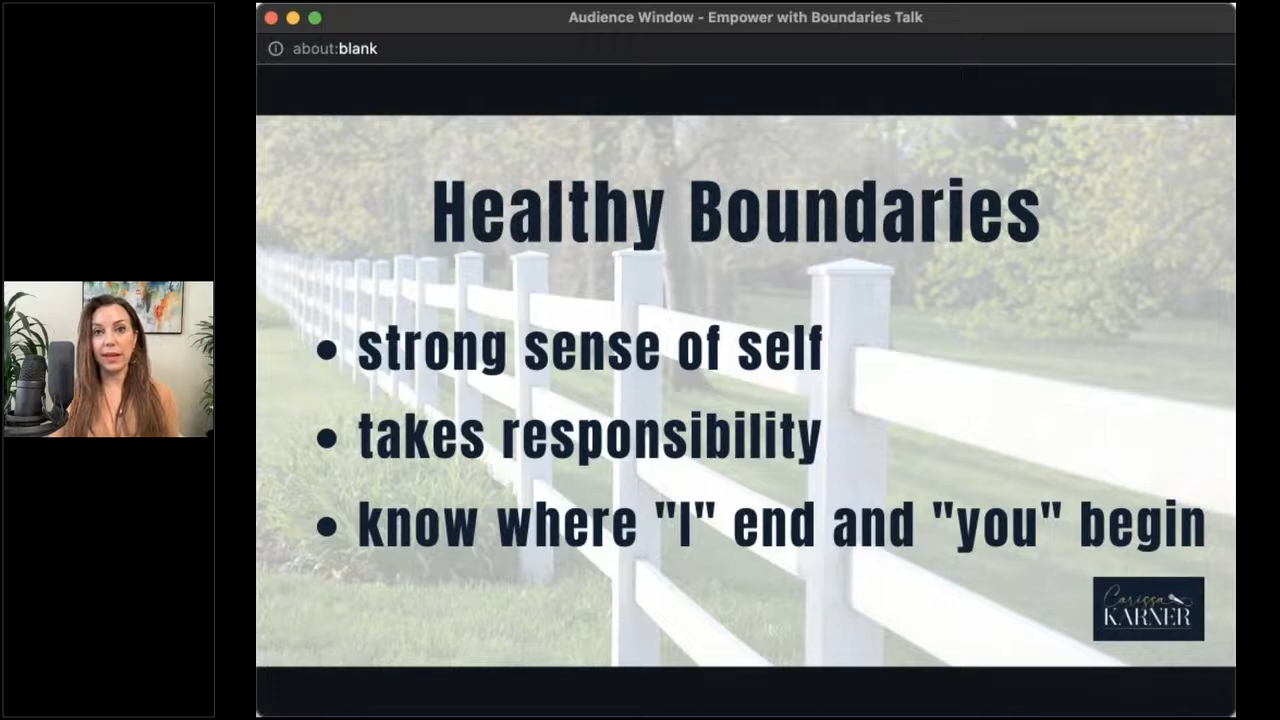 Audience Window - Empower with Boundaries Talk
about:blank
Healthy Boundaries
• strong sense of self
• takes responsibility
• know where "I" end and "you" begin
Carissa
KARNER